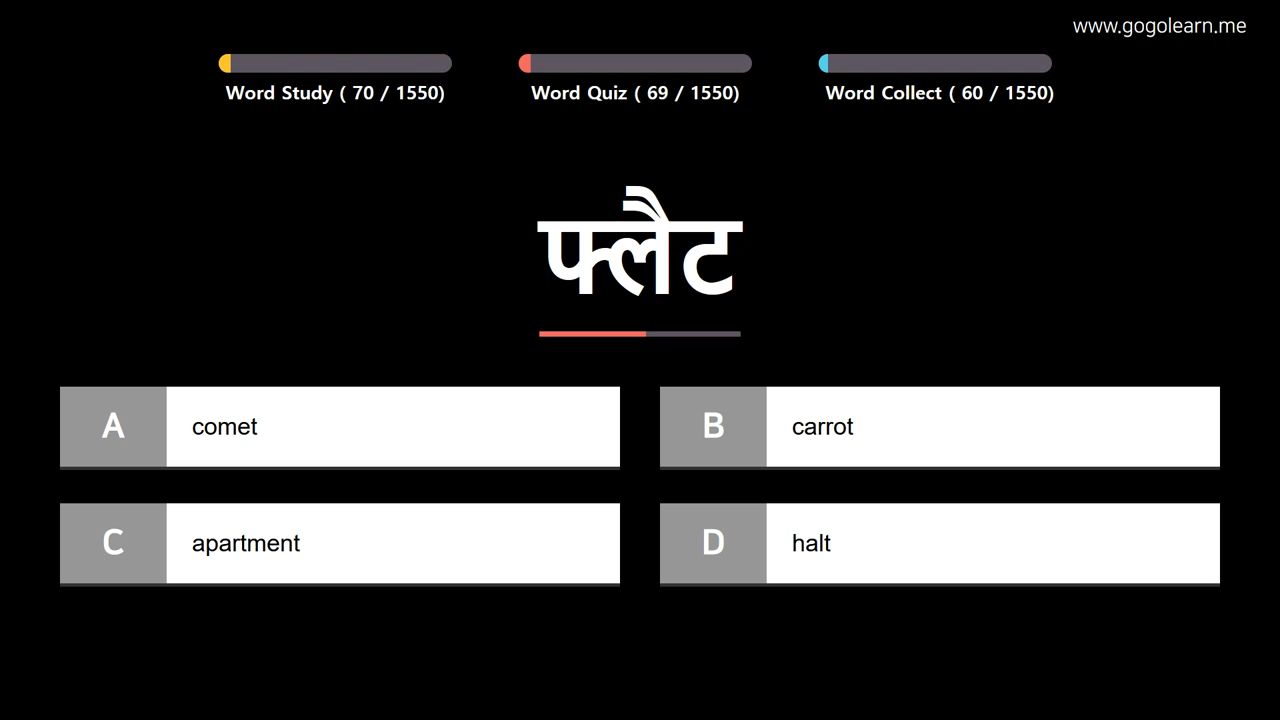 www.gogolearn.me
Word Study ( 70 / 1550)
Word Quiz ( 69 / 1550)
Word Collect ( 60 / 1550)
फ्लैट
A comet
B carrot
C apartment
D halt